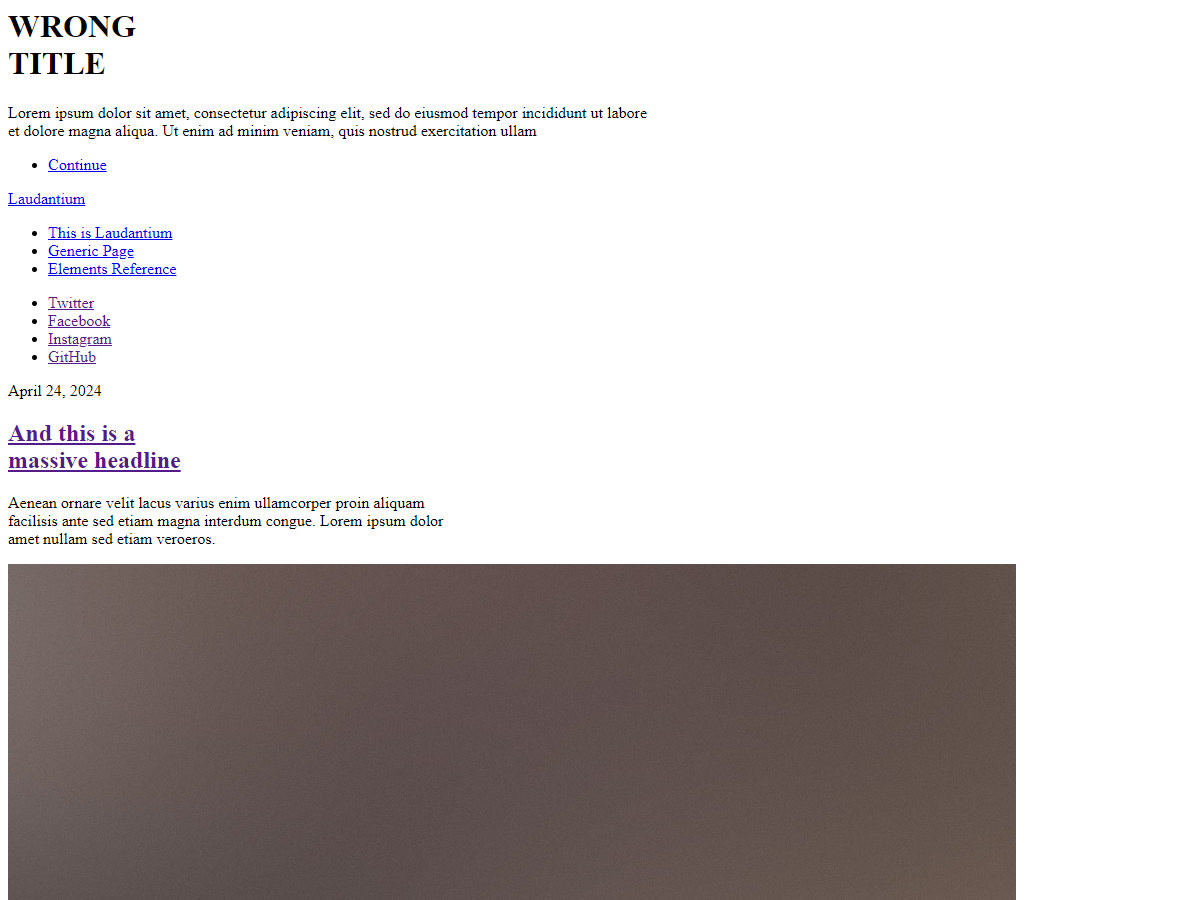 WRONG
TITLE
Lorem ipsum dolor sit amet, consectetur adipiscing elit, sed do eiusmod tempor incididunt ut labore
et dolore magna aliqua. Ut enim ad minim veniam, quis nostrud exercitation ullam
Continue
Laudantium
This is Laudantium
Generic Page
Elements Reference
Twitter
Facebook
Instagram
GitHub
April 24, 2024
And this is a
massive headline
Aenean ornare velit lacus varius enim ullamcorper proin aliquam
facilisis ante sed etiam magna interdum congue. Lorem ipsum dolor
amet nullam sed etiam veroeros.